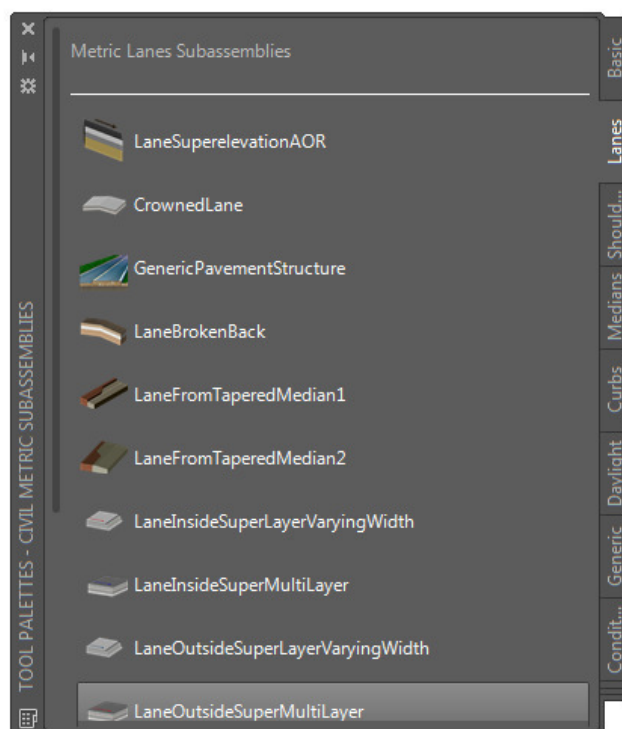 Metric Lanes Subassemblies
LaneSuperelevationAOR
CrownedLane
GenericPavementStructure
LaneBrokenBack
LaneFromTaperedMedian1
LaneFromTaperedMedian2
LaneInsideSuperLayerVaryingWidth
LaneInsideSuperMultiLayer
LaneOutsideSuperLayerVaryingWidth
LaneOutsideSuperMultiLayer
TOOL PALETTES - CIVIL METRIC SUBASSEMBLIES
Basic
Lanes
Should...
Medians
Curbs
Daylight
Generic
Condit...